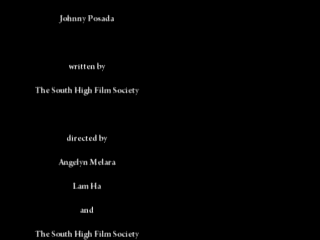 Johnny Posada
written by
The South High Film Society
directed by
Angelyn Melara
Lam Ha
and
The South High Film Society